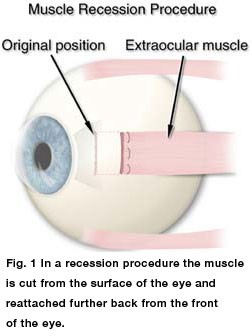 Muscle Recession Procedure
Original position
Extraocular muscle
Fig. 1 In a recession procedure the muscle
is cut from the surface of the eye and
reattached further back from the front
of the eye.